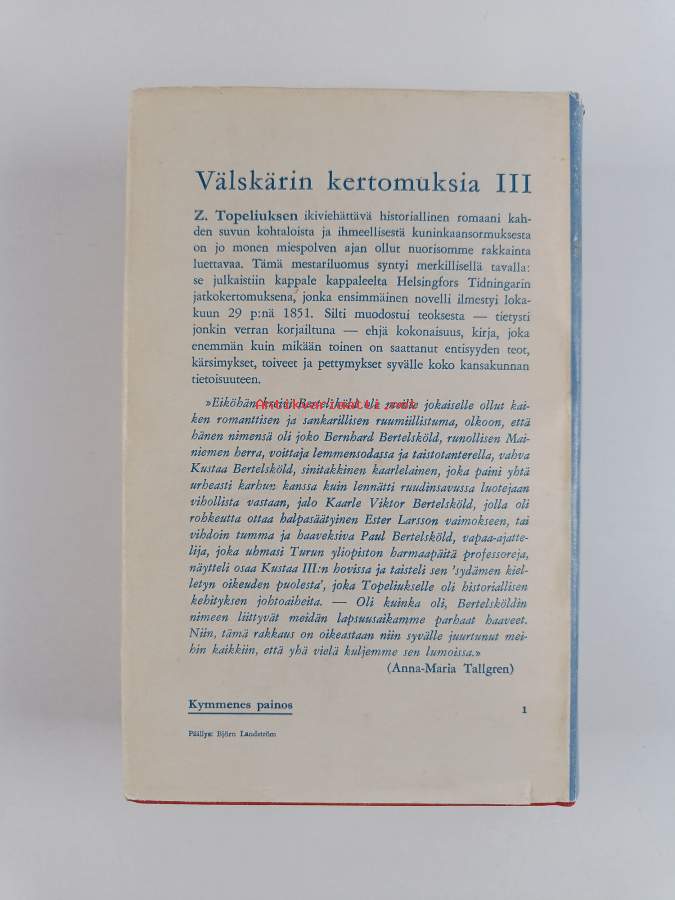 Välskärin kertomuksia III
Z. Topeliuksen ikiviehättävä historiallinen romaani kah-
den suvun kohtaloista ja ihmeellisestä kuninkaansormuksesta
on jo monen miespolven ajan ollut nuorisomme rakkainta
luettavaa. Tämä mestariluomus syntyi merkillisellä tavalla:
se julkaistiin kappale kappaleelta Helsingfors Tidningarin
jatkokertomuksena, jonka ensimmäinen novelli ilmestyi loka-
kuun 29 p:nä 1851. Silti muodostui teoksesta — tietysti
jonkin verran korjailtuna — ehjä kokonaisuus, kirja, joka
enemmän kuin mikään toinen on saattanut entisyyden teot,
kärsimykset, toiveet ja pettymykset syvälle koko kansakunnan
tietoisuuteen.
»Eiköhän kreivi Bertelsköld ole meille jokaiselle ollut kai-
ken romanttisen ja sankarillisen ruumiillistuma, olkoon, että
hänen nimensä oli joko Bernhard Bertelsköld, runollisen Mai-
niemen herra, voittaja lemmensodassa ja taistotanterella, vahva
Kustaa Bertelsköld, sinitakkinen kaarlelainen, joka paini yhtä
urheasti karhun kanssa kuin lennätti ruudinsavussa luotejaan
vihollista vastaan, jalo Kaarle Viktor Bertelsköld, jolla oli
rohkeutta ottaa halpasäätyinen Ester Larsson vaimokseen, tai
vihdoin tumma ja haaveksiva Paul Bertelsköld, vapaa-ajatte-
lija, joka uhmasi Turun yliopiston harmaapäitä professoreja,
näytteli osaa Kustaa III:n hovissa ja taisteli sen 'sydämen kiel-
letyn oikeuden puolesta', joka Topeliukselle oli historiallisen
kehityksen johtoaiheita. — Oli kuinka oli, Bertelsköldin
nimeen liittyvät meidän lapsuusaikamme parhaat haaveet.
Niin, tämä rakkaus on oikeastaan niin syvälle juurtunut mei-
hin kaikkiin, että yhä vielä kuljemme sen lumoissa.»
(Anna-Maria Tallgren)
Kymmenes painos
1
Päällys: Björn Landström